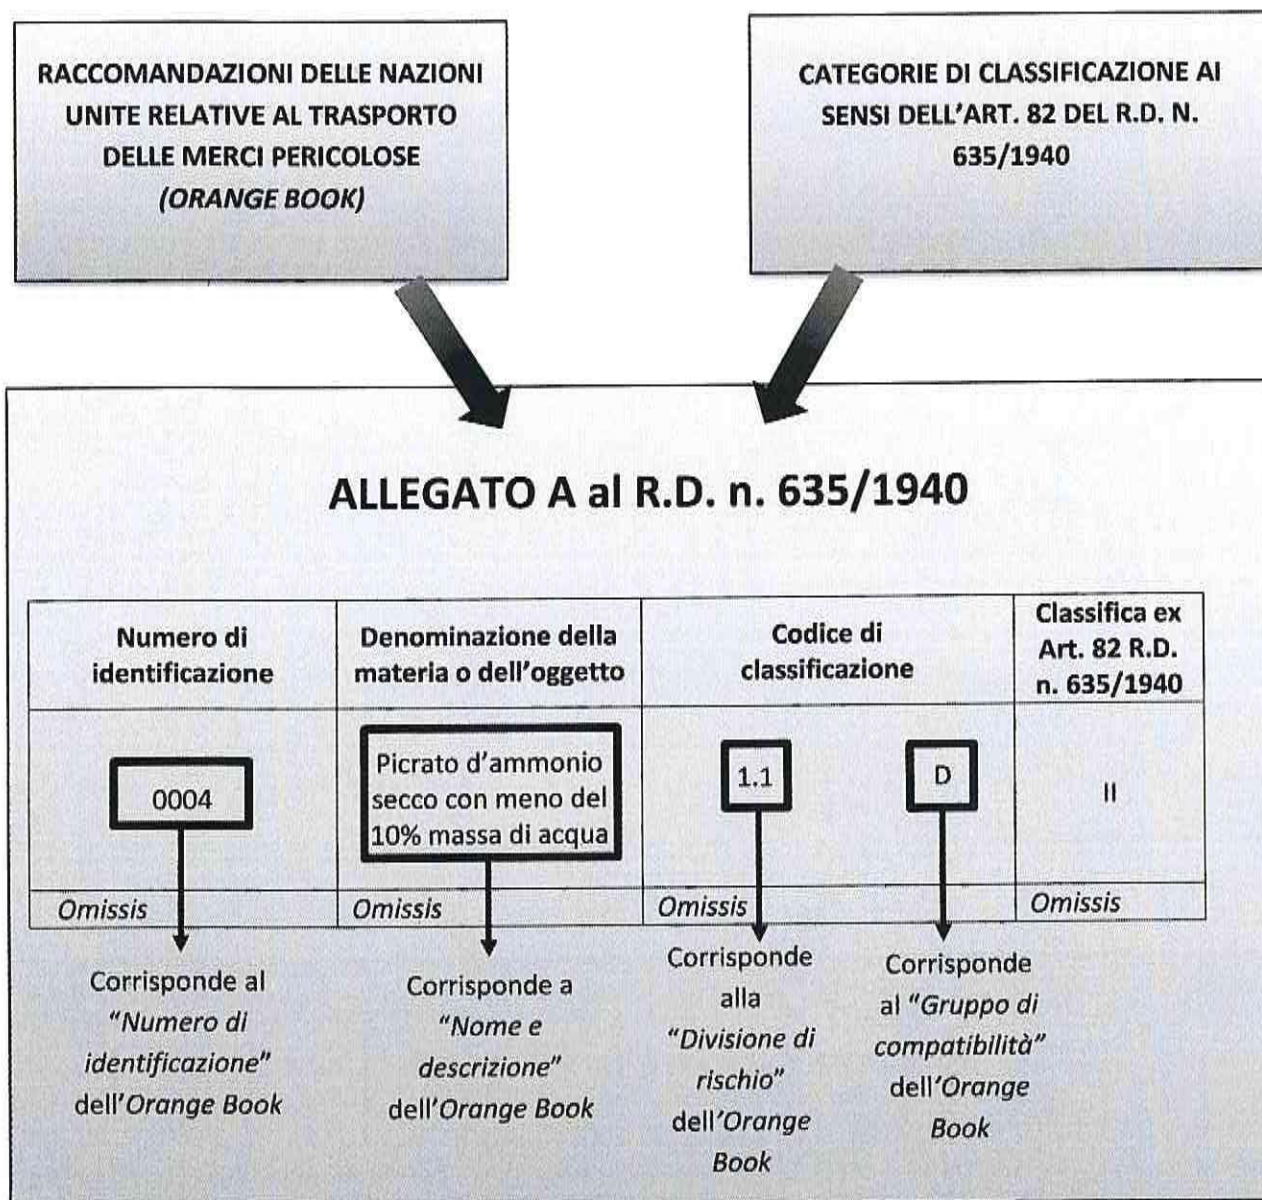 RACCOMANDAZIONI DELLE NAZIONI
UNITE RELATIVE AL TRASPORTO
DELLE MERCI PERICOLOSE
(ORANGE BOOK)
CATEGORIE DI CLASSIFICAZIONE AI
SENSI DELL'ART. 82 DEL R.D. N.
635/1940
ALLEGATO A al R.D. n. 635/1940
Numero di
identificazione
Denominazione della
materia o dell'oggetto
Codice di
classificazione
Classifica ex
Art. 82 R.D.
n. 635/1940
0004
Picrato d'ammonio
secco con meno del
10% massa di acqua
1.1
D
II
Omissis
Omissis
Omissis
Omissis
Corrisponde al
"Numero di
identificazione"
dell'Orange Book
Corrisponde a
"Nome e
descrizione"
dell'Orange Book
Corrisponde
alla
"Divisione di
rischio"
dell'Orange
Book
Corrisponde
al "Gruppo di
compatibilità"
dell'Orange
Book